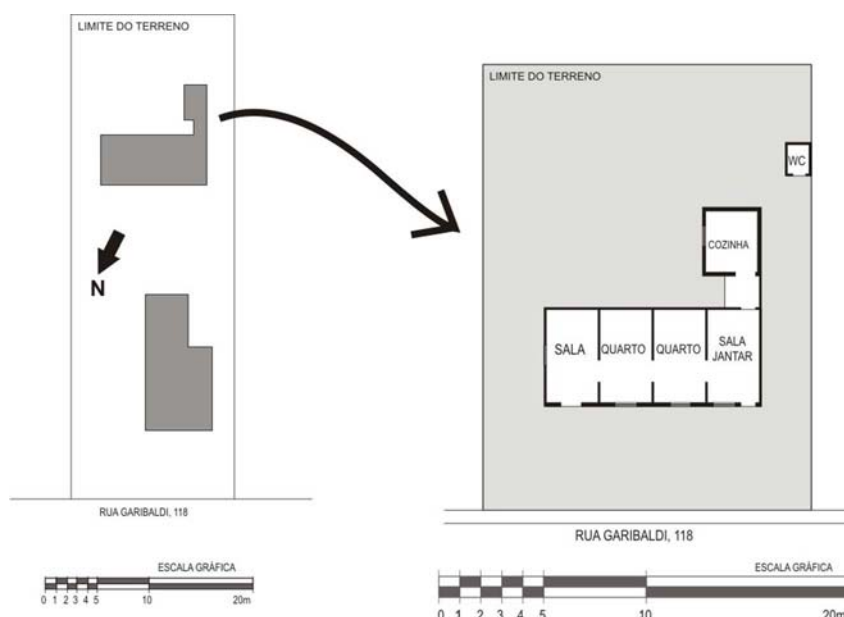 LIMITE DO TERRENO
N
RUA GARIBALDI, 118
ESCALA GRÁFICA
0 1 2 3 4 5 10 20m
LIMITE DO TERRENO
WC
COZINHA
SALA
QUARTO
QUARTO
SALA
JANTAR
RUA GARIBALDI, 118
ESCALA GRÁFICA
0 1 2 3 4 5 10 20m